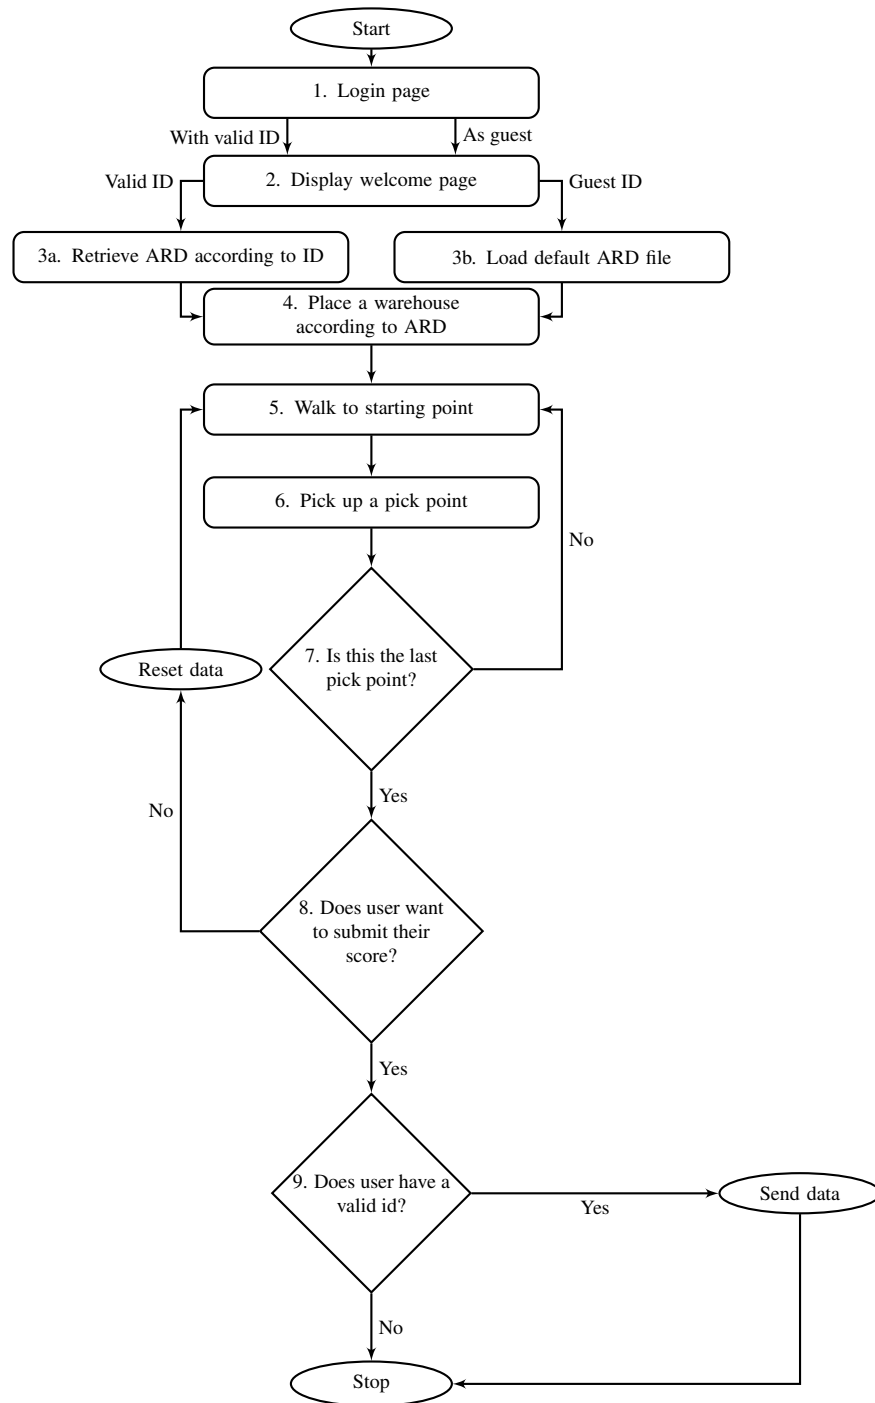 Start
1. Login page
With valid ID
As guest
2. Display welcome page
Valid ID
Guest ID
3a. Retrieve ARD according to ID
3b. Load default ARD file
4. Place a warehouse
according to ARD
5. Walk to starting point
6. Pick up a pick point
No
7. Is this the last
pick point?
Reset data
Yes
No
8. Does user want
to submit their
score?
Yes
9. Does user have a
valid id?
Yes
Send data
No
Stop